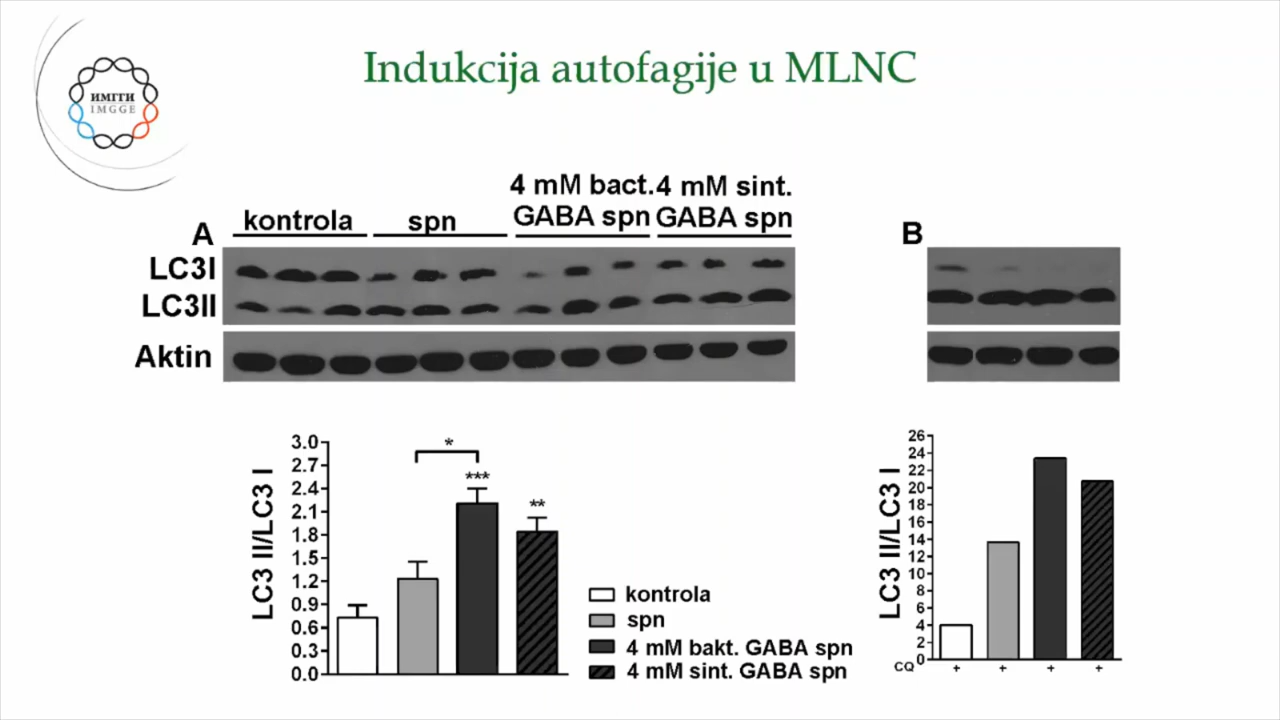 Indukcija autofagije u MLNC
ИМГГИ
IMGGE
4 mM bact. 4 mM sint.
kontrola spn GABA spn GABA spn
A
LC3I
LC3II
Aktin
B
LC3 II/LC3 I
3.0
2.7
2.4
2.1
1.8
1.5
1.2
0.9
0.6
0.3
0.0
*
***
**
kontrola
spn
4 mM bakt. GABA spn
4 mM sint. GABA spn
LC3 II/LC3 I
26
24
22
20
18
16
14
12
10
8
6
4
2
0
CQ + + + +